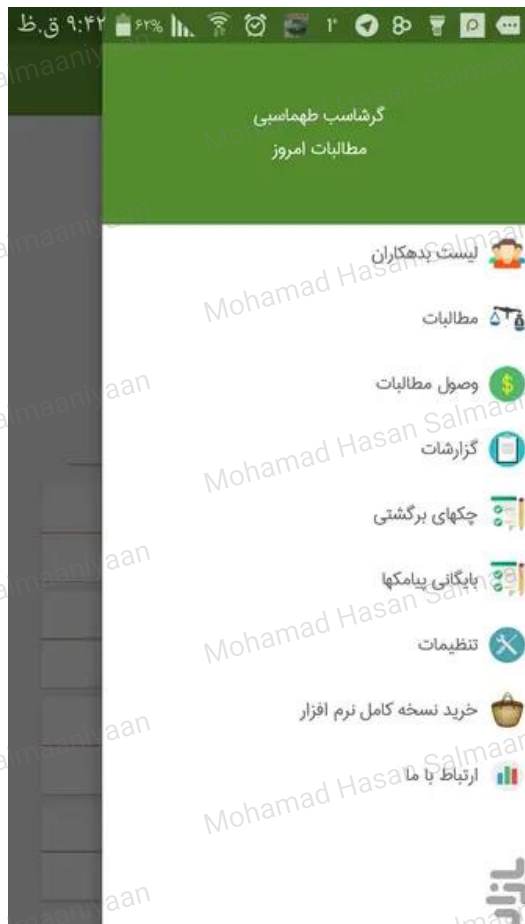 ۹:۴۲ ق.ظ ۶۲%
گرشاسب طهماسبی
مطالبات امروز
لیست بدهکاران
مطالبات
وصول مطالبات
گزارشات
چکهای برگشتی
بایگانی پیامکها
تنظیمات
خرید نسخه کامل نرم افزار
ارتباط با ما
Mohamad Hasan Salmaaniyaan